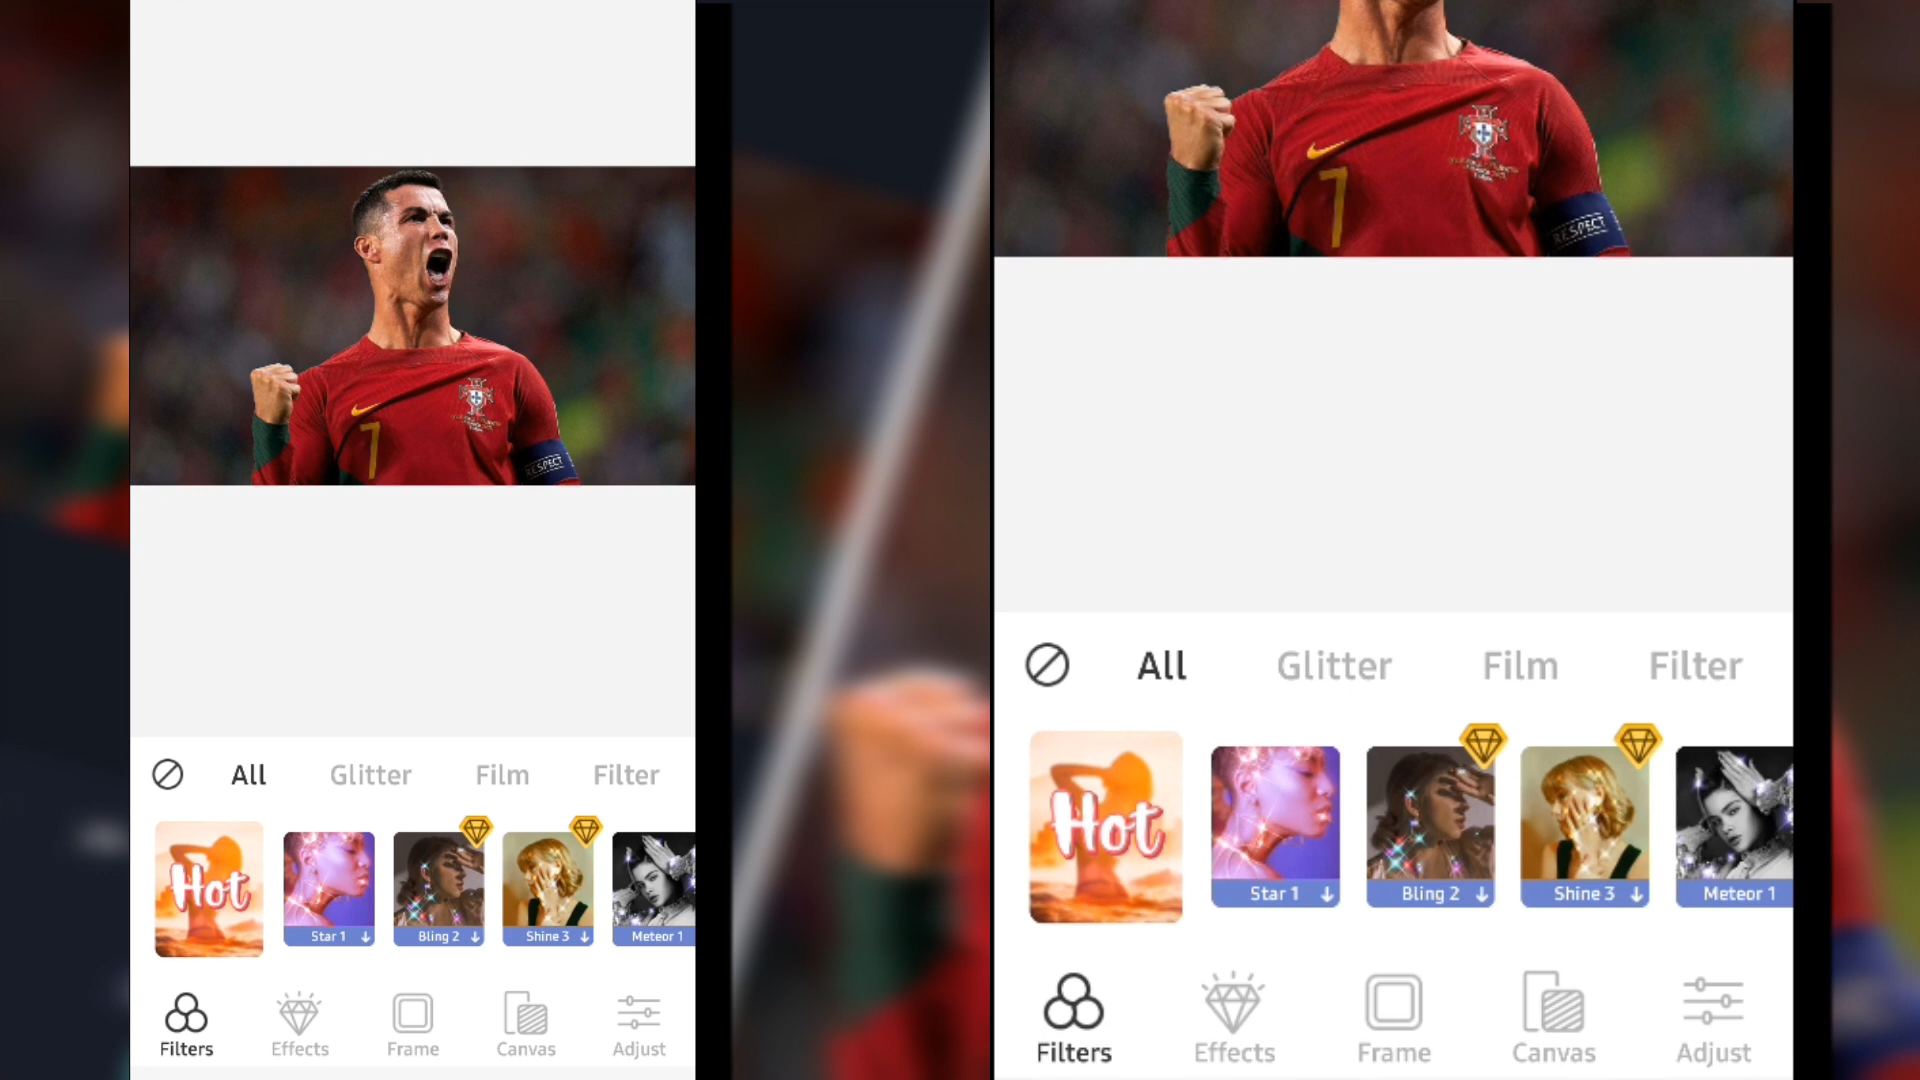 7
RESPECT
All Glitter Film Filter
Hot
Star 1 Bling 2 Shine 3 Meteor 1
Filters Effects Frame Canvas Adjust
7
RESPECT
All Glitter Film Filter
Hot
Star 1 Bling 2 Shine 3 Meteor 1
Filters Effects Frame Canvas Adjust